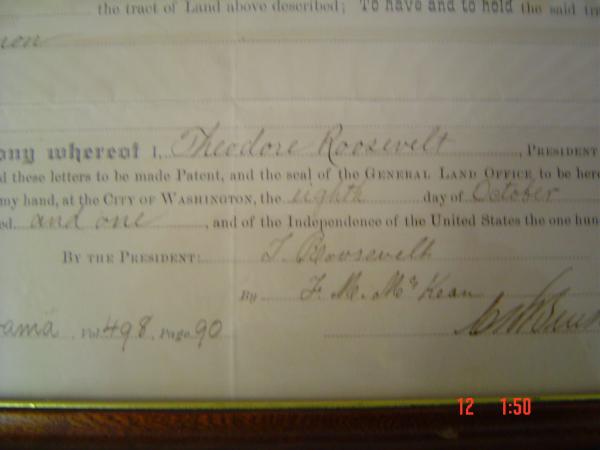 the tract of Land above described; To have and to hold the said tra
non
ony whereof I, Theodore Roosevelt, PRESIDENT
d these letters to be made Patent, and the seal of the GENERAL LAND OFFICE to be here
my hand, at the CITY OF WASHINGTON, the eighth day of October
ed and one, and of the Independence of the United States the one hun
BY THE PRESIDENT: T. Roosevelt
By F. M. McKean
ama, Vol. 498, Page 90
12 1:50